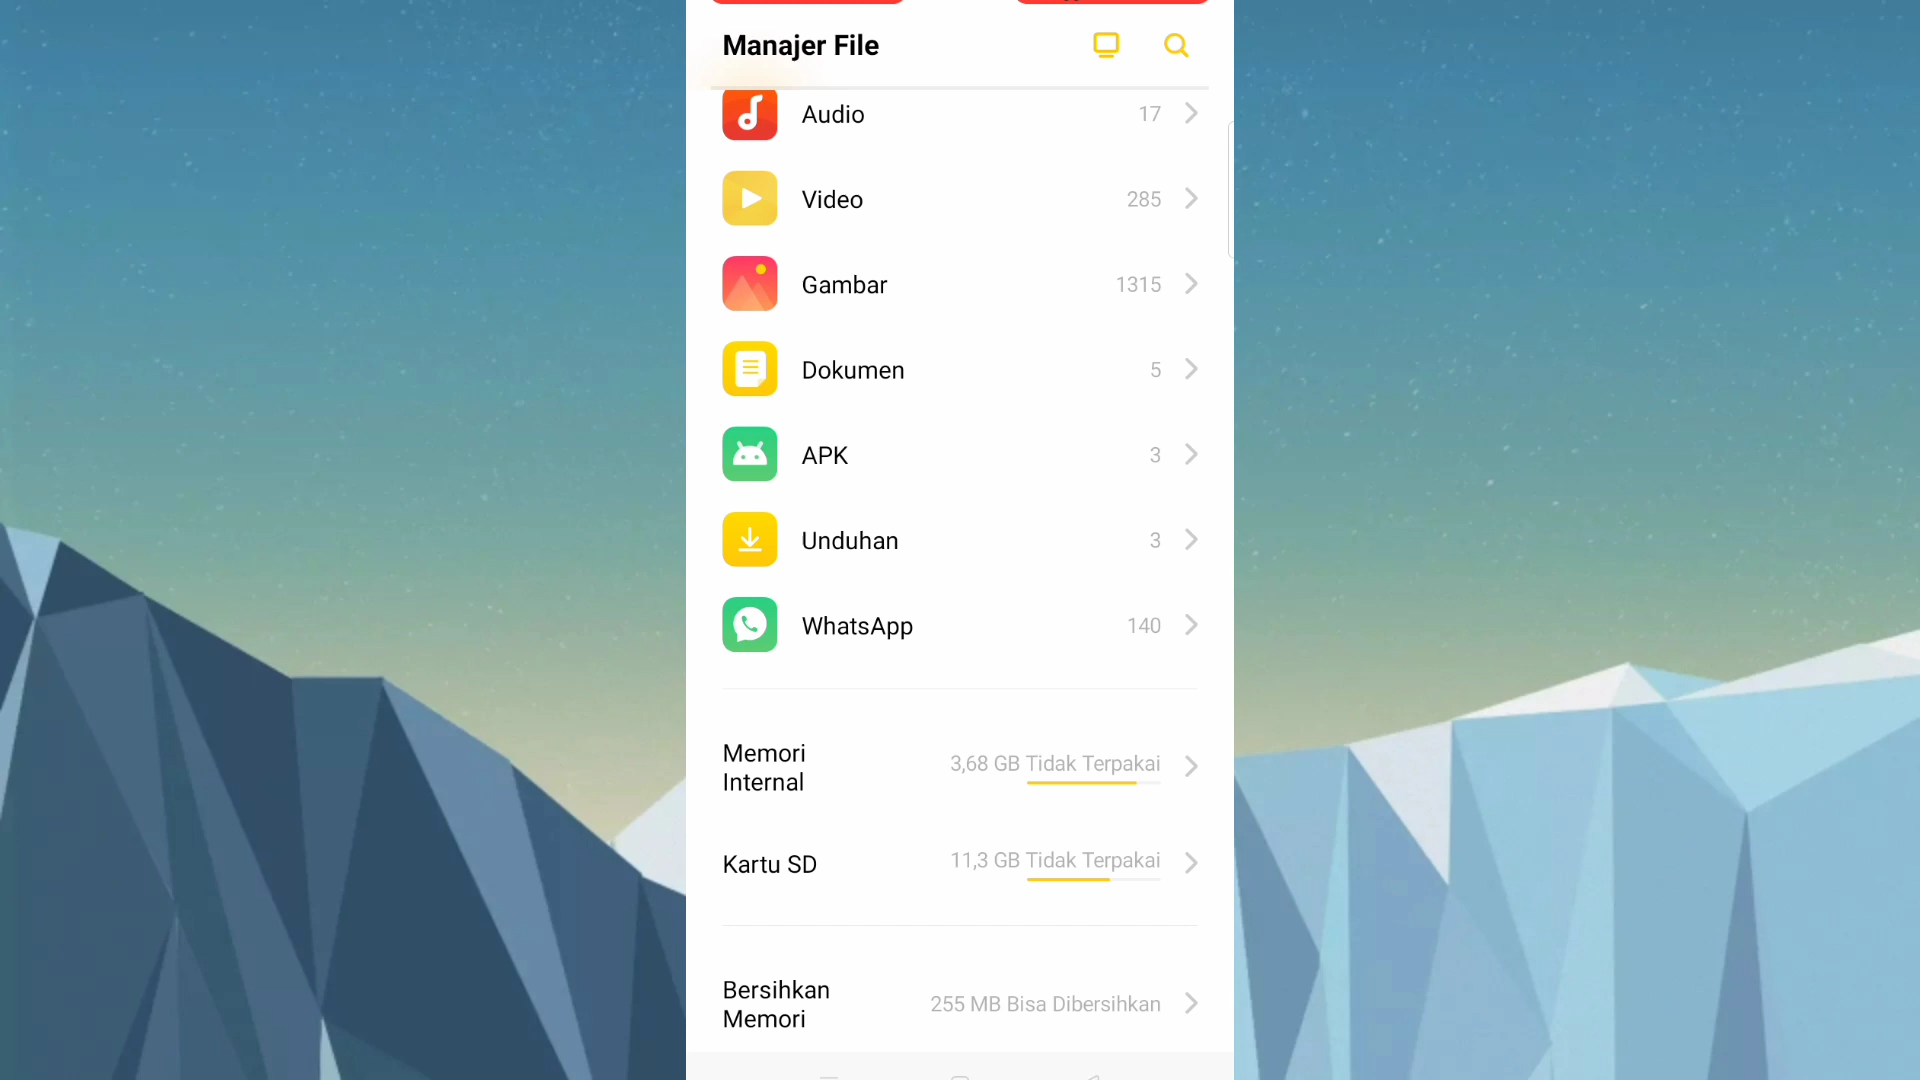 Manajer File
Audio 17
Video 285
Gambar 1315
Dokumen 5
APK 3
Unduhan 3
WhatsApp 140
Memori Internal 3,68 GB Tidak Terpakai
Kartu SD 11,3 GB Tidak Terpakai
Bersihkan Memori 255 MB Bisa Dibersihkan